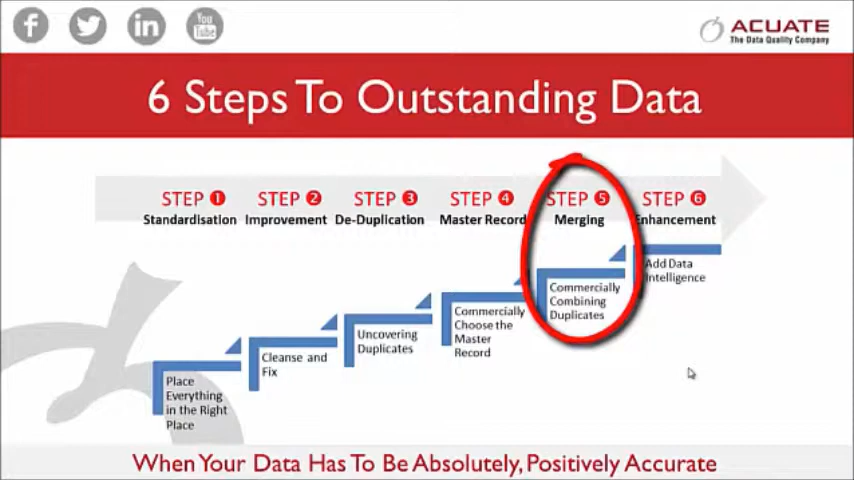 You
Tube
ACUATE
The Data Quality Company
6 Steps To Outstanding Data
STEP 1
Standardisation
STEP 2
Improvement
STEP 3
De-Duplication
STEP 4
Master Record
STEP 5
Merging
STEP 6
Enhancement
Place
Everything
in the Right
Place
Cleanse and
Fix
Uncovering
Duplicates
Commercially
Choose the
Master
Record
Commercially
Combining
Duplicates
Add Data
Intelligence
When Your Data Has To Be Absolutely, Positively Accurate